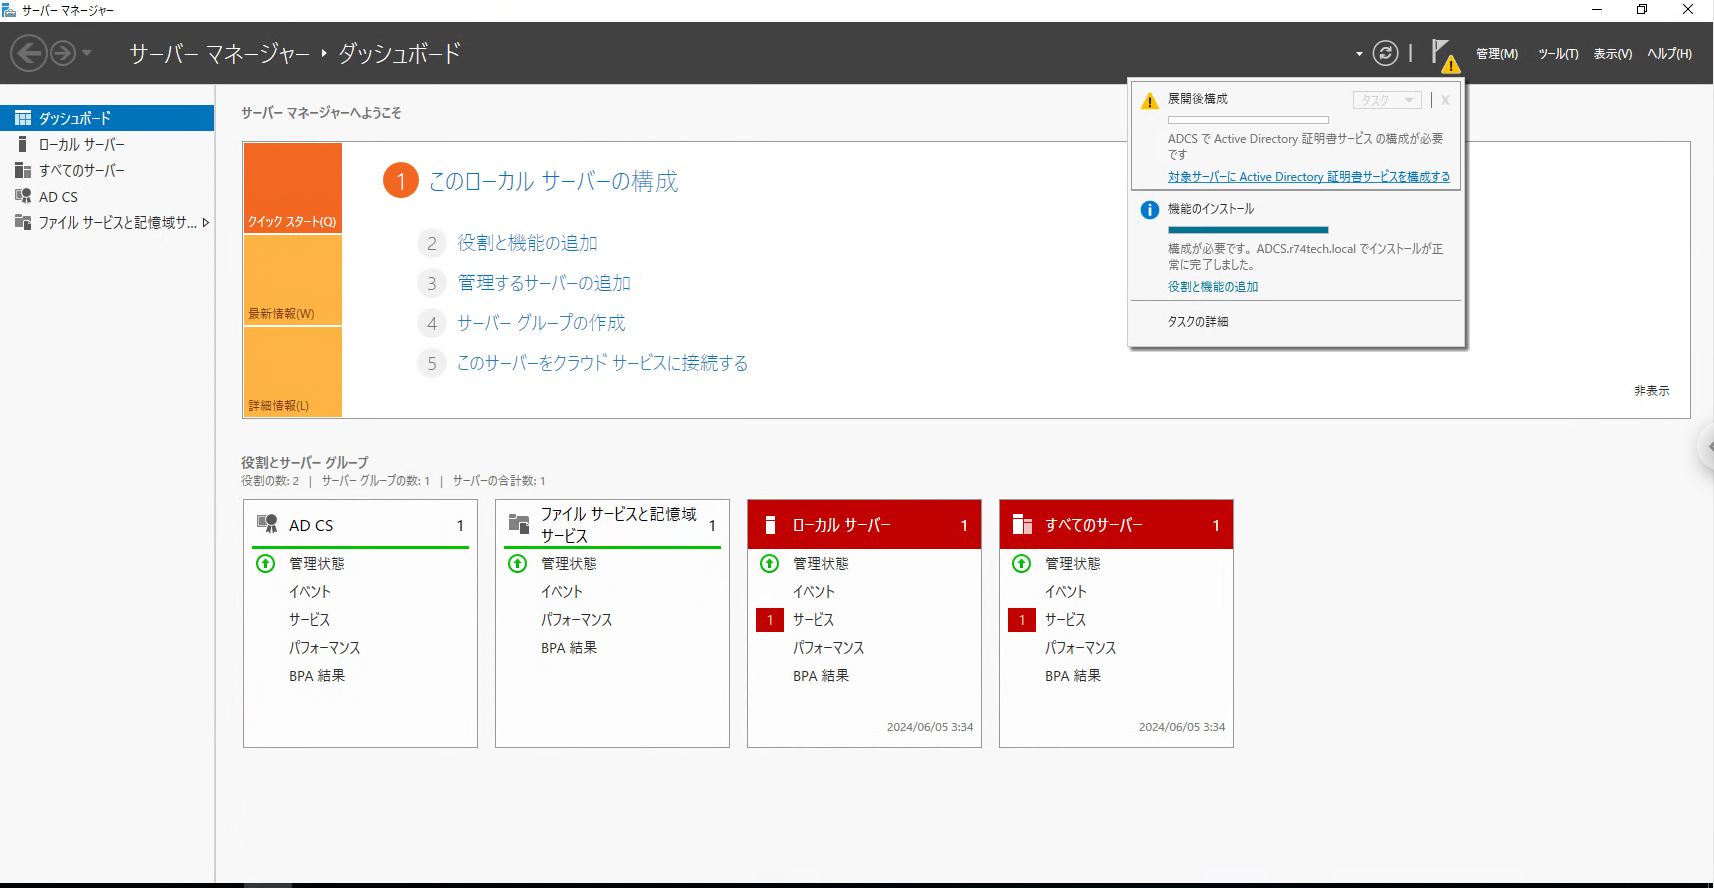 サーバー マネージャー
サーバー マネージャー ・ ダッシュボード
管理(M) ツール(T) 表示(V) ヘルプ(H)
ダッシュボード
ローカル サーバー
すべてのサーバー
AD CS
ファイル サービスと記憶域サ...
サーバー マネージャーへようこそ
クイック スタート(Q)
最新情報(W)
詳細情報(L)
1 このローカル サーバーの構成
2 役割と機能の追加
3 管理するサーバーの追加
4 サーバー グループの作成
5 このサーバーをクラウド サービスに接続する
非表示
展開後構成 タスク X
ADCS で Active Directory 証明書サービス の構成が必要
です
対象サーバーに Active Directory 証明書サービスを構成する
機能のインストール
構成が必要です。ADCS.r74tech.local でインストールが正
常に完了しました。
役割と機能の追加
タスクの詳細
役割とサーバー グループ
役割の数: 2 | サーバー グループの数: 1 | サーバーの合計数: 1
AD CS 1
管理状態
イベント
サービス
パフォーマンス
BPA 結果
ファイル サービスと記憶域
サービス 1
管理状態
イベント
パフォーマンス
BPA 結果
ローカル サーバー 1
管理状態
イベント
1 サービス
パフォーマンス
BPA 結果
2024/06/05 3:34
すべてのサーバー 1
管理状態
イベント
1 サービス
パフォーマンス
BPA 結果
2024/06/05 3:34